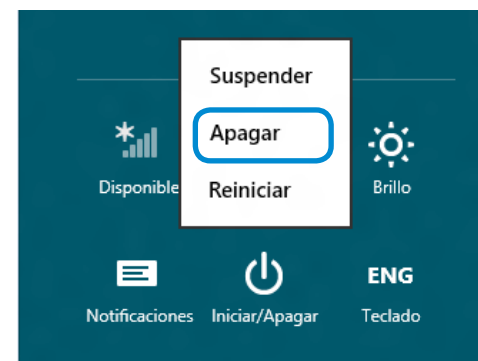 Suspender
Apagar
Reiniciar
Disponible
Brillo
ENG
Notificaciones
Iniciar/Apagar
Teclado